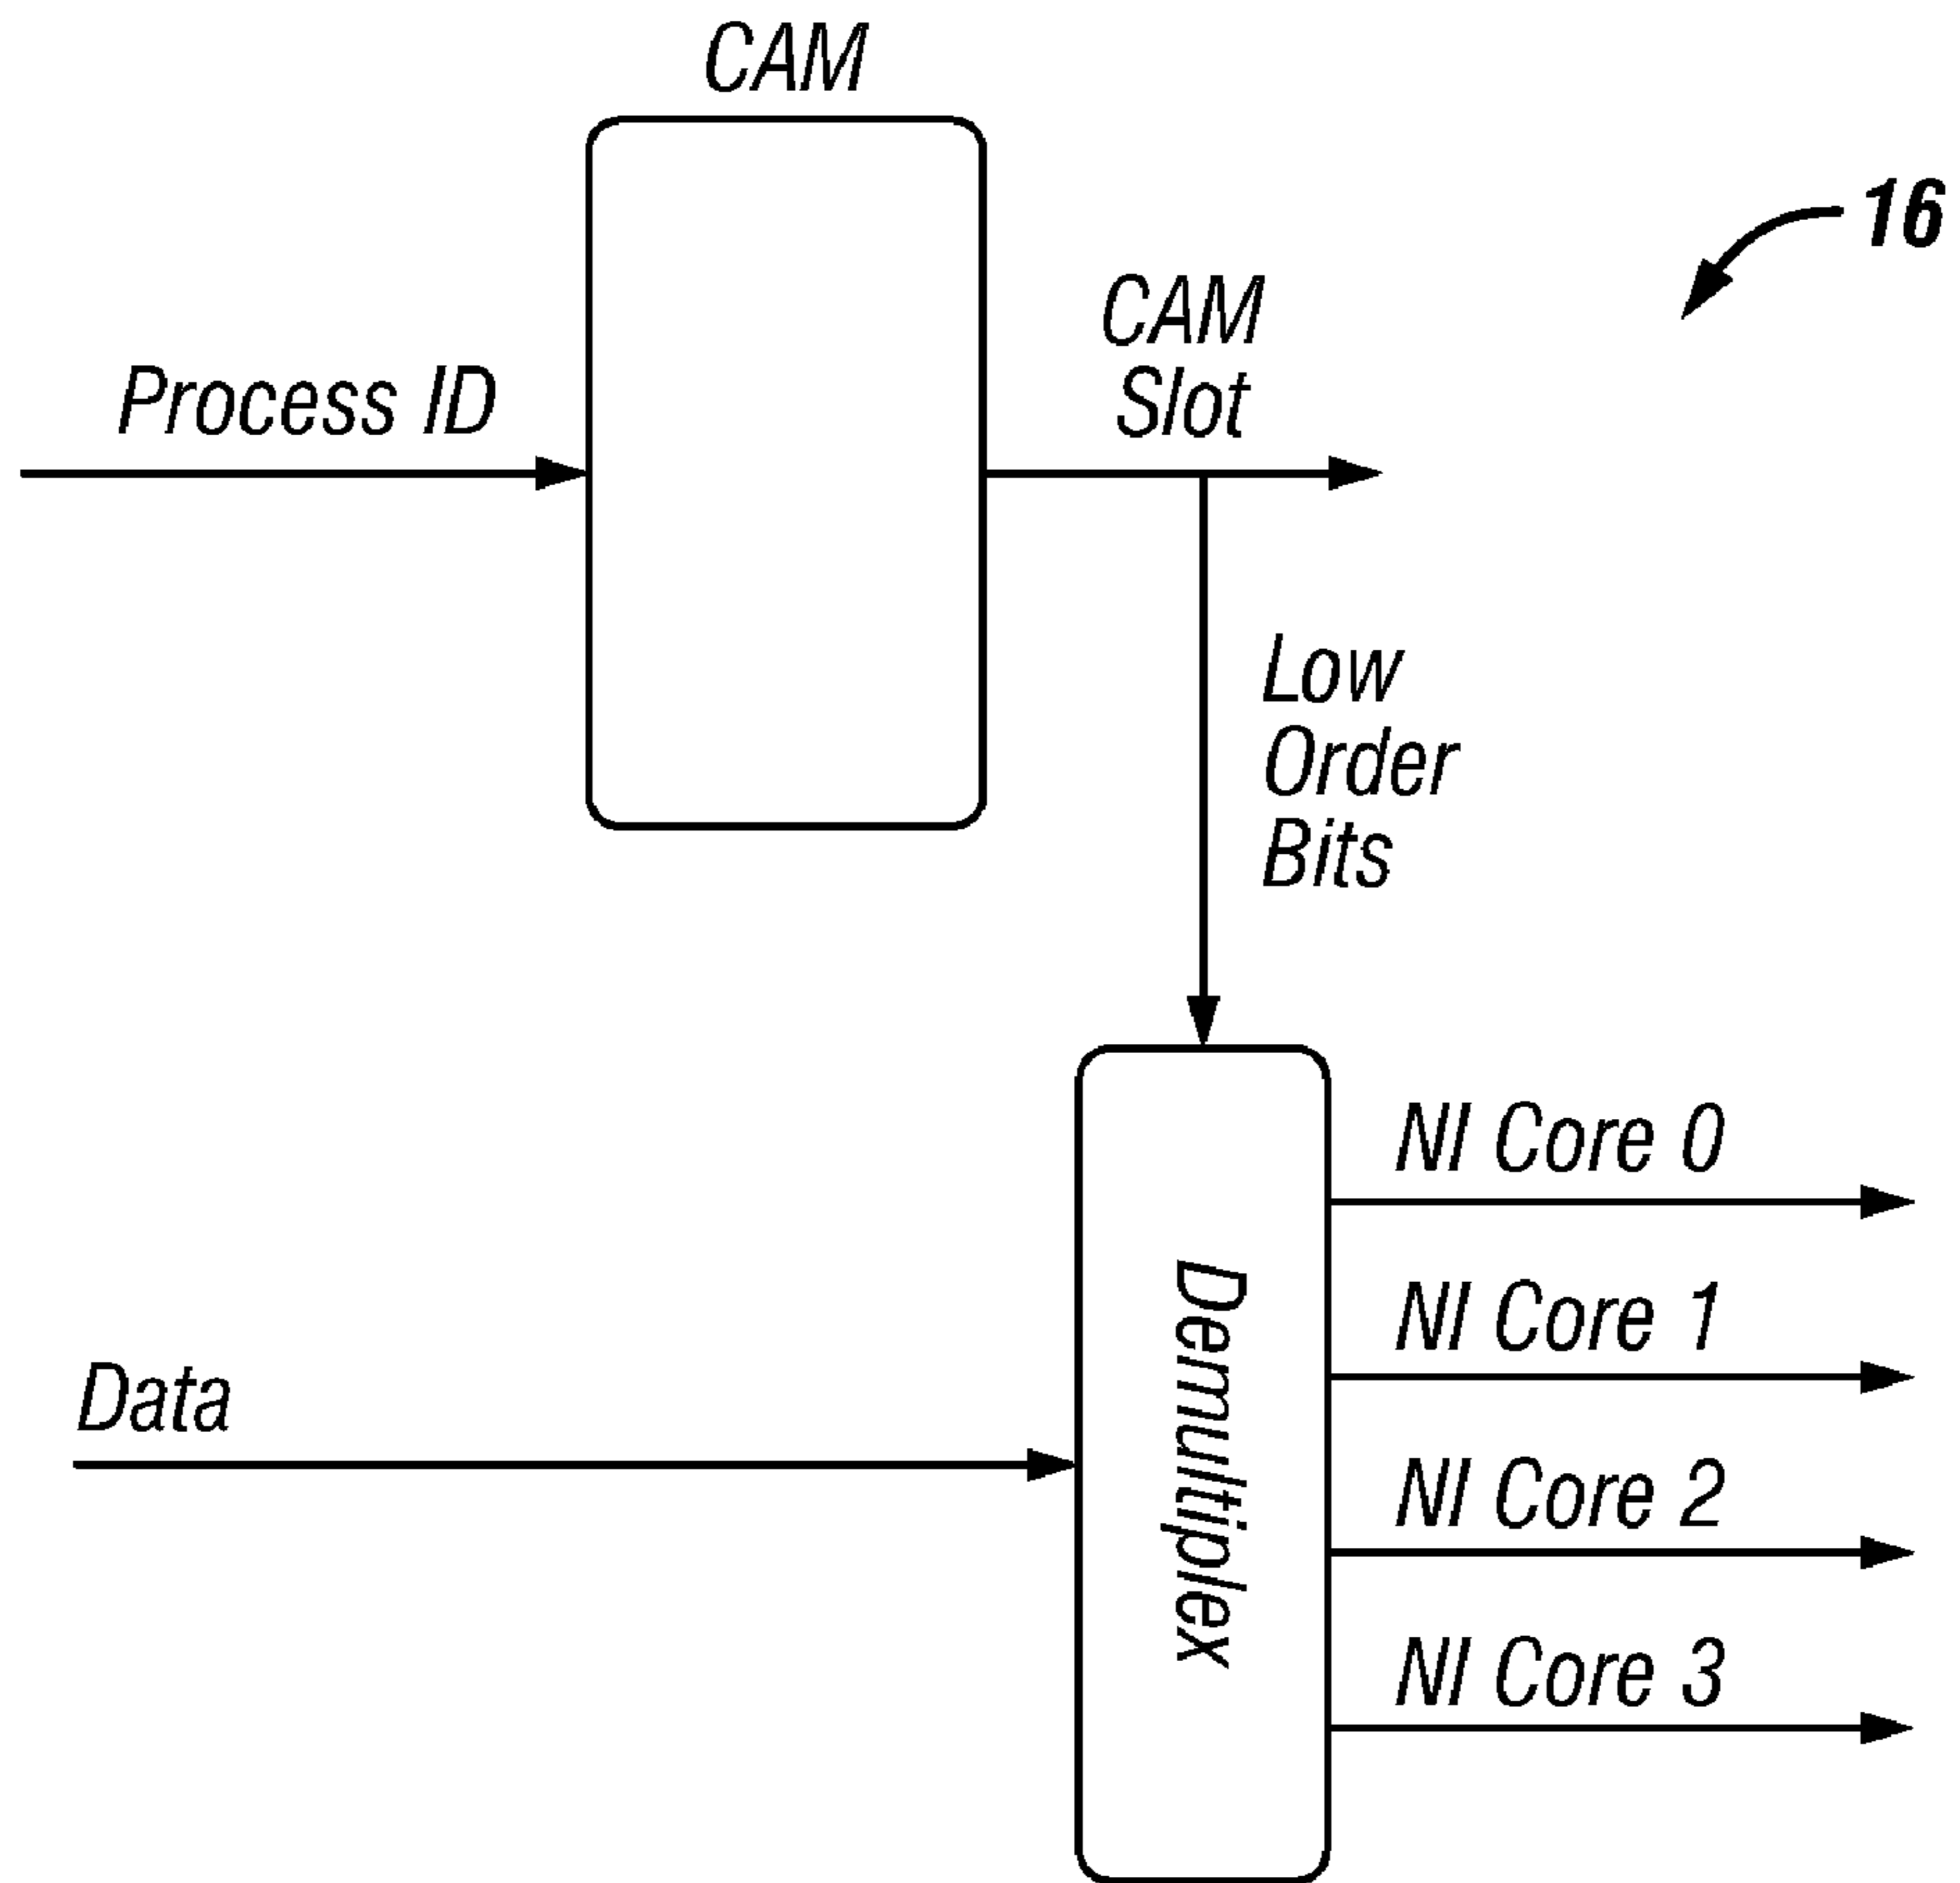 CAM
16
CAM
Slot
Process ID
Low
Order
Bits
NI Core 0
NI Core 1
Demultiplex
Data
NI Core 2
NI Core 3